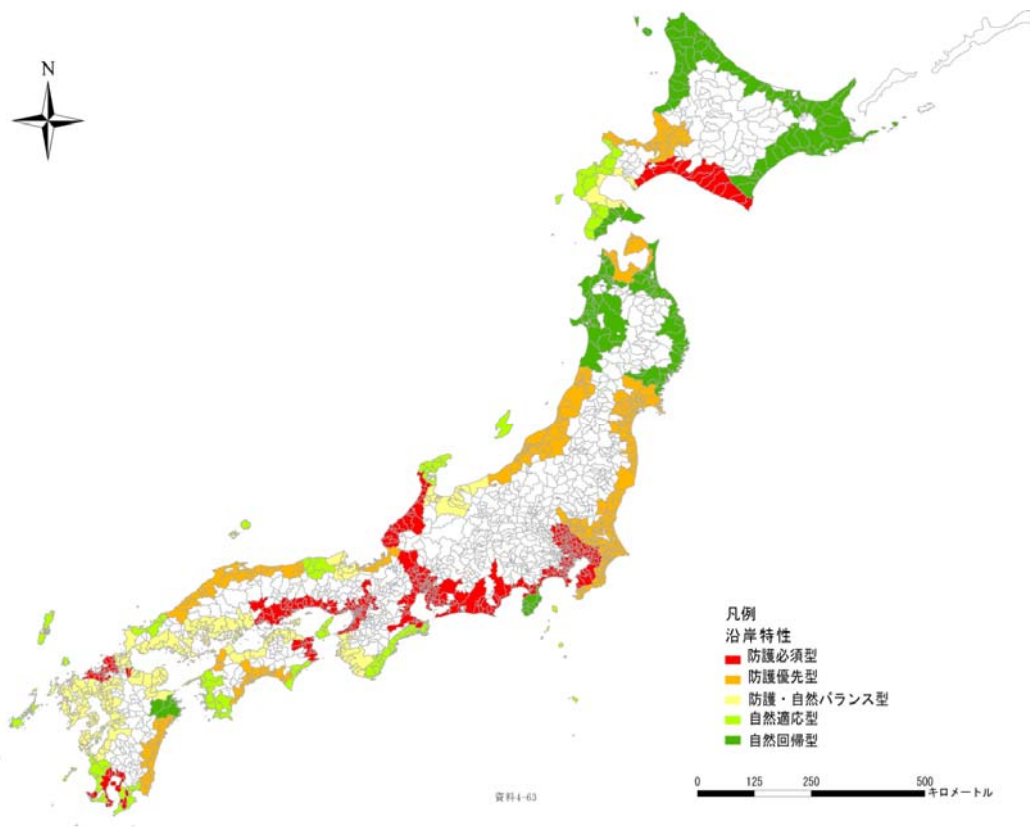 N
凡例
沿岸特性
防護必須型
防護優先型
防護・自然バランス型
自然適応型
自然回帰型
0 125 250 500
キロメートル
資料4-63